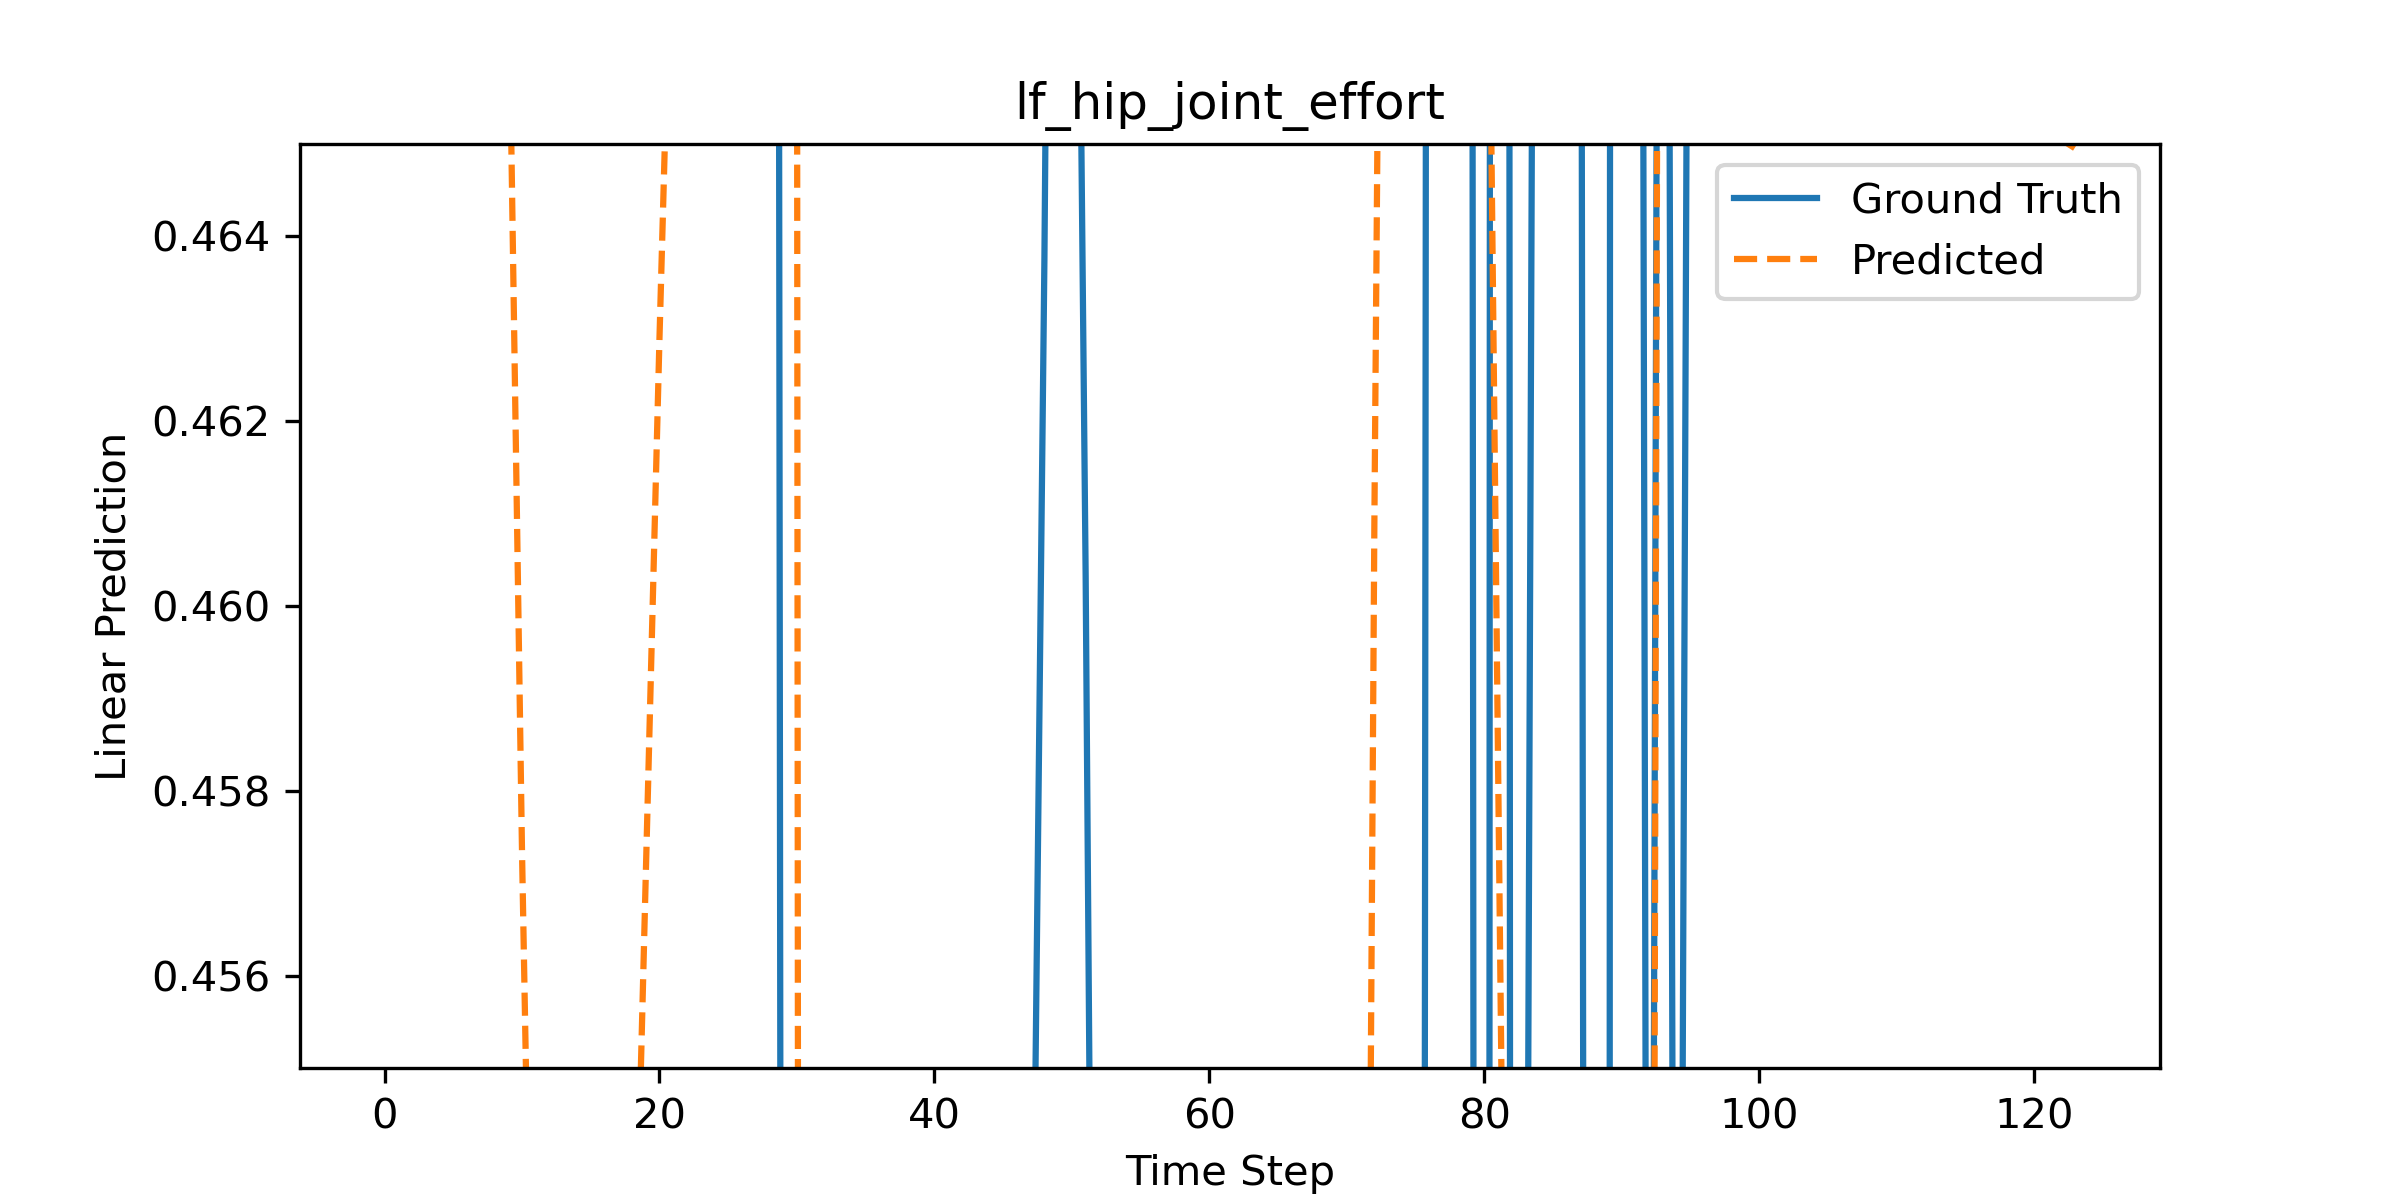 lf_hip_joint_effort
Ground Truth
Predicted
Linear Prediction
0.464
0.462
0.460
0.458
0.456
0 20 40 60 80 100 120
Time Step